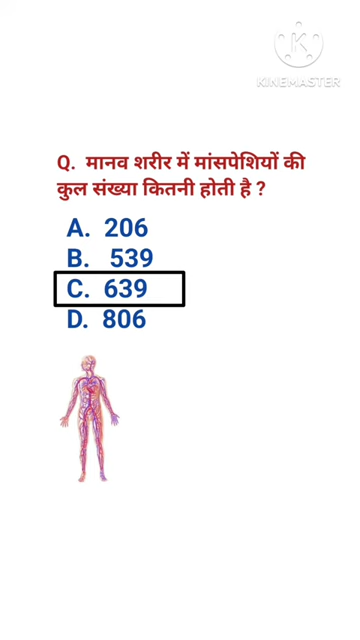 K
KINEMASTER
Q. मानव शरीर में मांसपेशियों की
कुल संख्या कितनी होती है ?
A. 206
B. 539
C. 639
D. 806